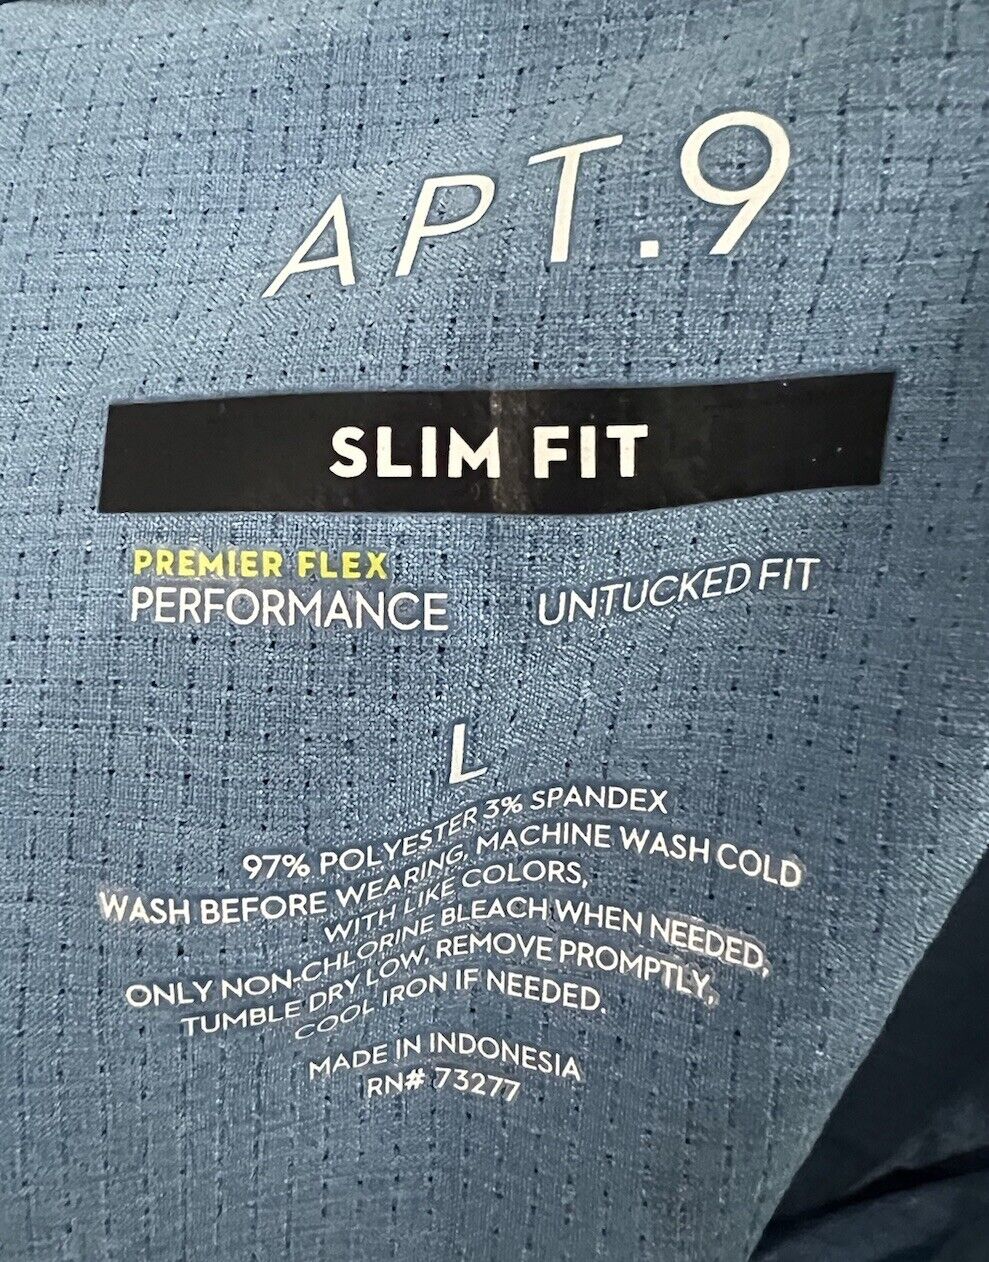 APT.9
SLIM FIT
PREMIER FLEX
PERFORMANCE
UNTUCKED FIT
L
97% POLYESTER 3% SPANDEX
WASH BEFORE WEARING, MACHINE WASH COLD
WITH LIKE COLORS,
ONLY NON-CHLORINE BLEACH WHEN NEEDED,
TUMBLE DRY LOW, REMOVE PROMPTLY,
COOL IRON IF NEEDED.
MADE IN INDONESIA
RN# 73277